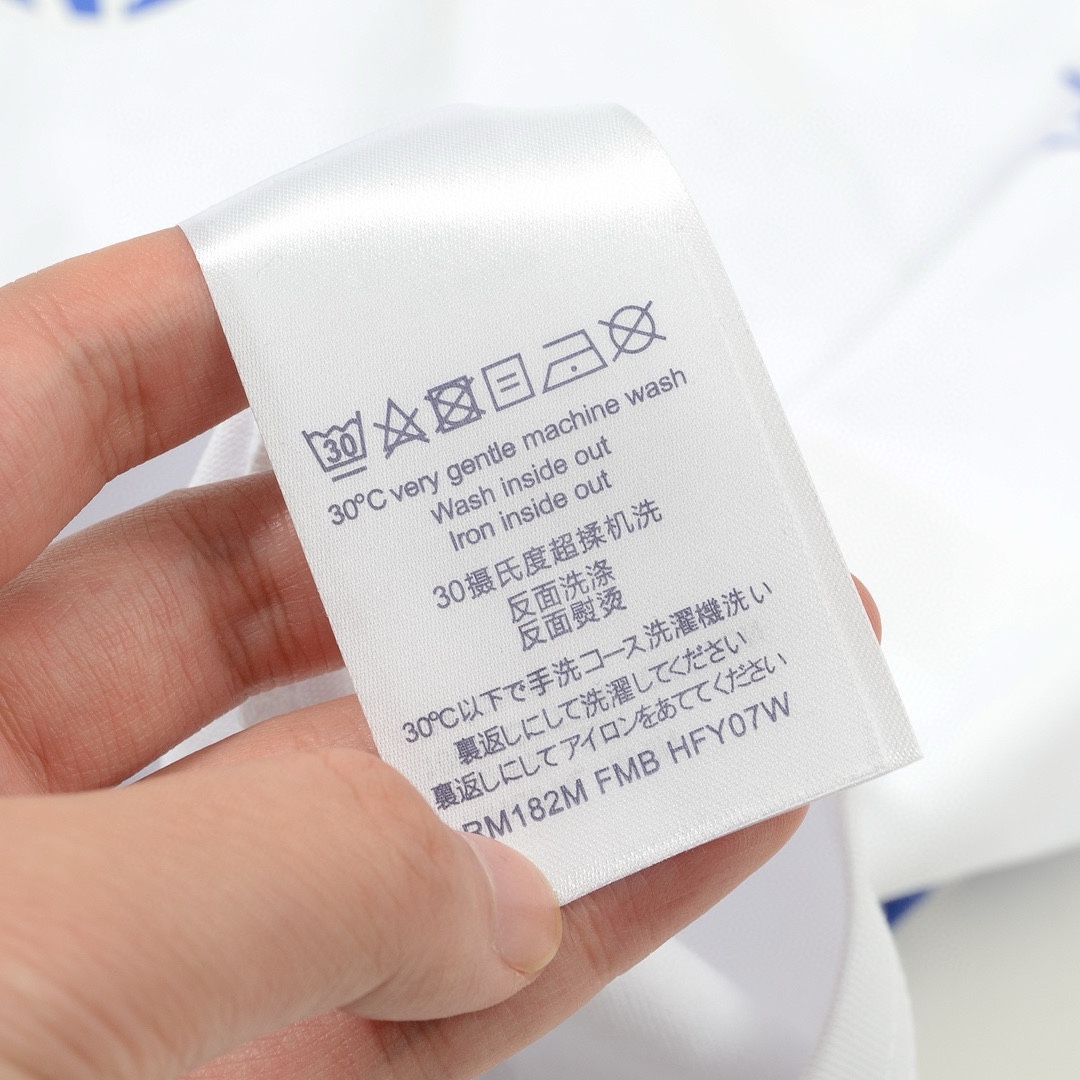 30
30°C very gentle machine wash
Wash inside out
Iron inside out
30摄氏度超揉机洗
反面洗涤
反面熨烫
30°C以下で手洗コース洗濯機洗い
裏返しにして洗濯してください
裏返しにしてアイロンをあててください
RM182M FMB HFY07W